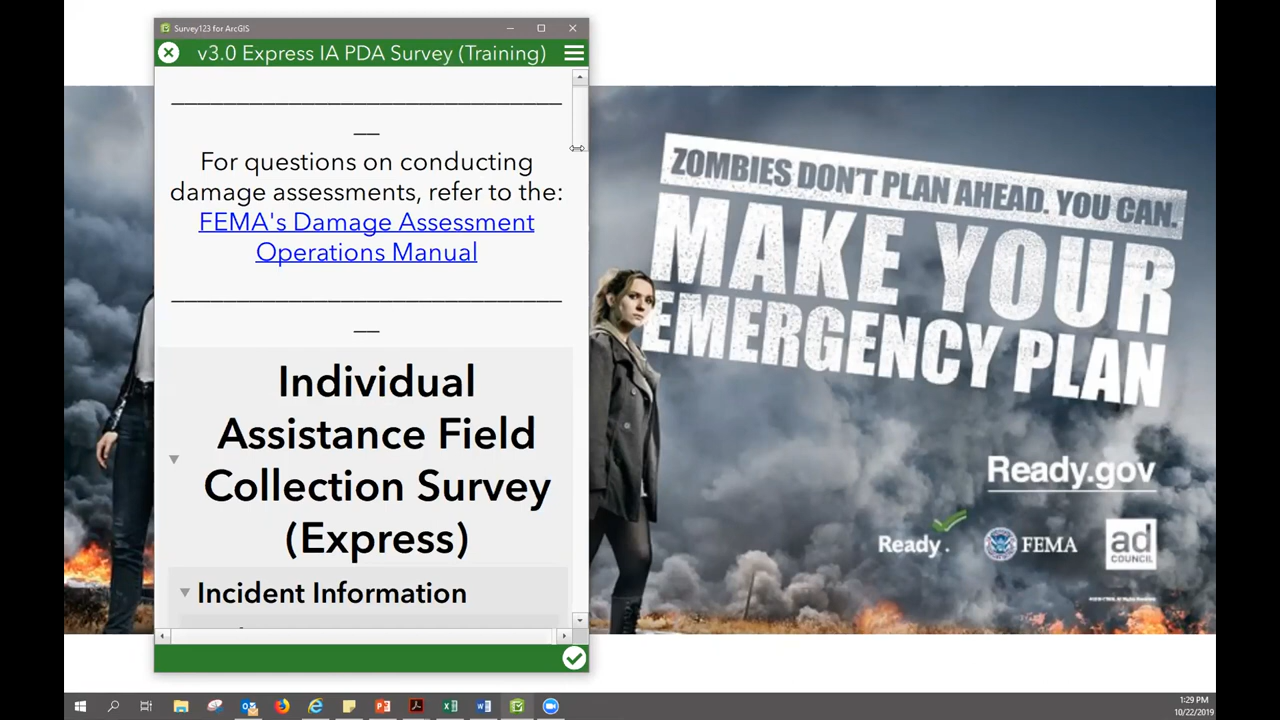 Survey123 for ArcGIS
v3.0 Express IA PDA Survey (Training)
For questions on conducting
damage assessments, refer to the:
FEMA's Damage Assessment
Operations Manual
Individual
Assistance Field
Collection Survey
(Express)
Incident Information
ZOMBIES DON'T PLAN AHEAD. YOU CAN.
MAKE YOUR
EMERGENCY PLAN
Ready.gov
Ready.
FEMA
ad
COUNCIL
1:29 PM
10/22/2019